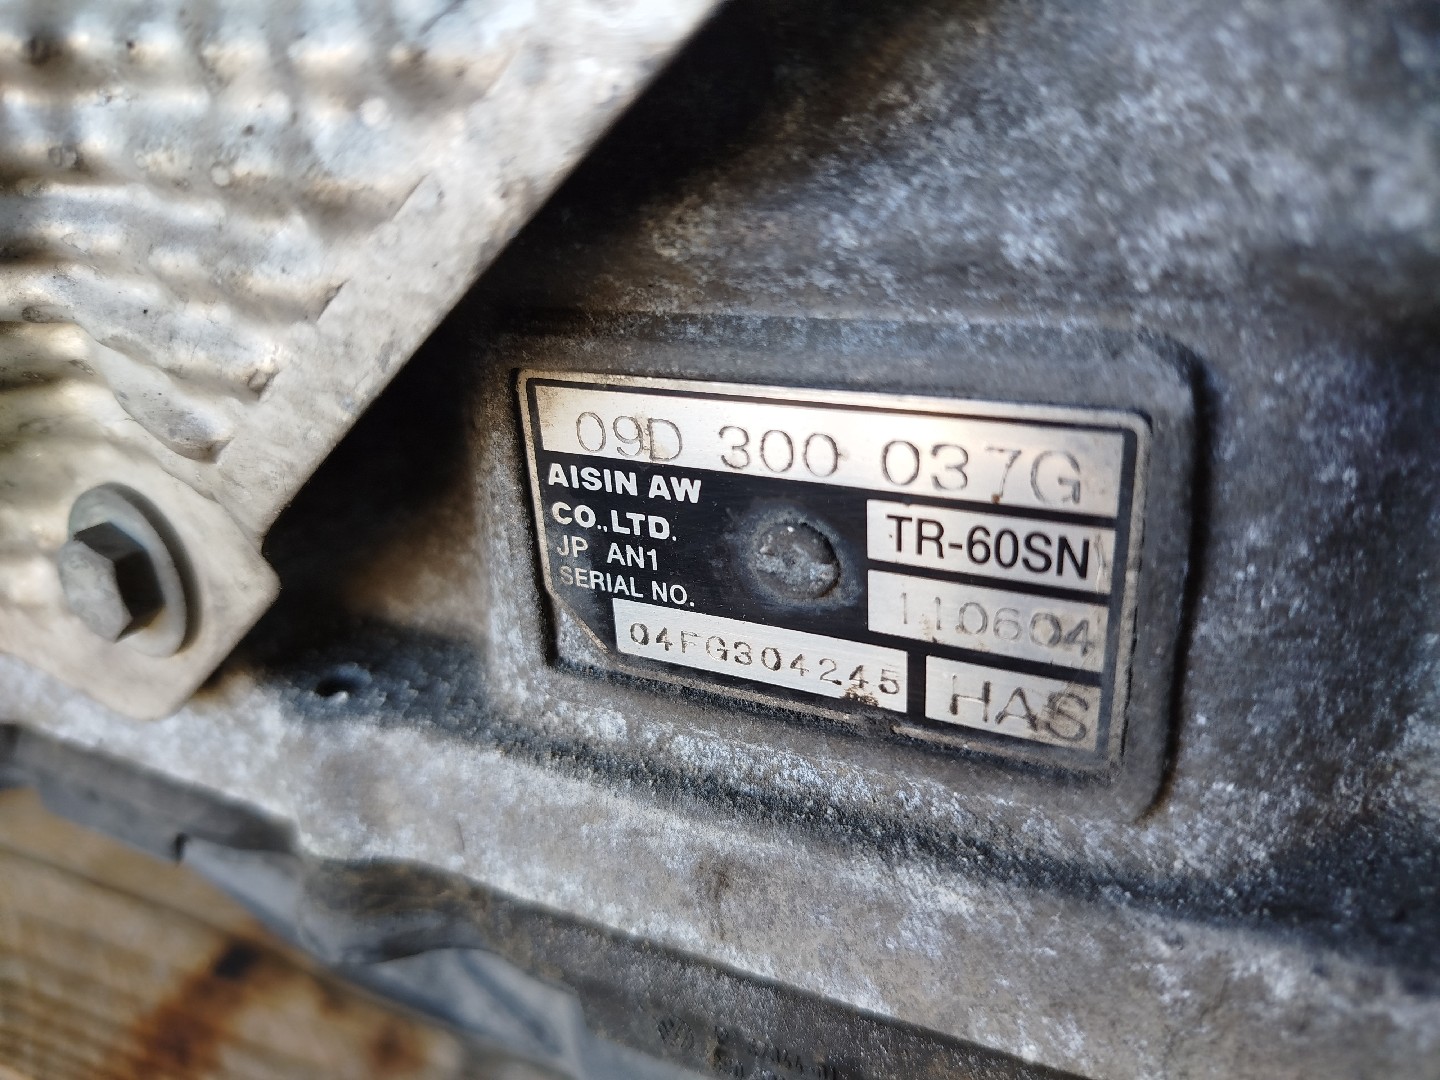 09D 300 037G
AISIN AW
CO.,LTD.
JP AN1
SERIAL NO.
04FG304245
TR-60SN
110604
HAS